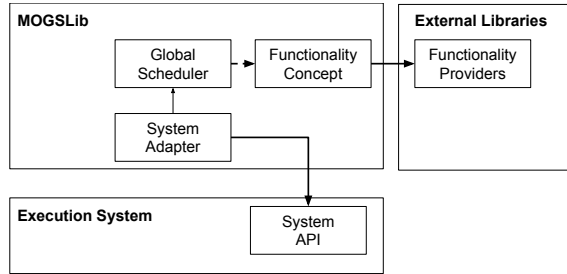 MOGSLib
External Libraries
Global
Scheduler
Functionality
Concept
Functionality
Providers
System
Adapter
Execution System
System
API